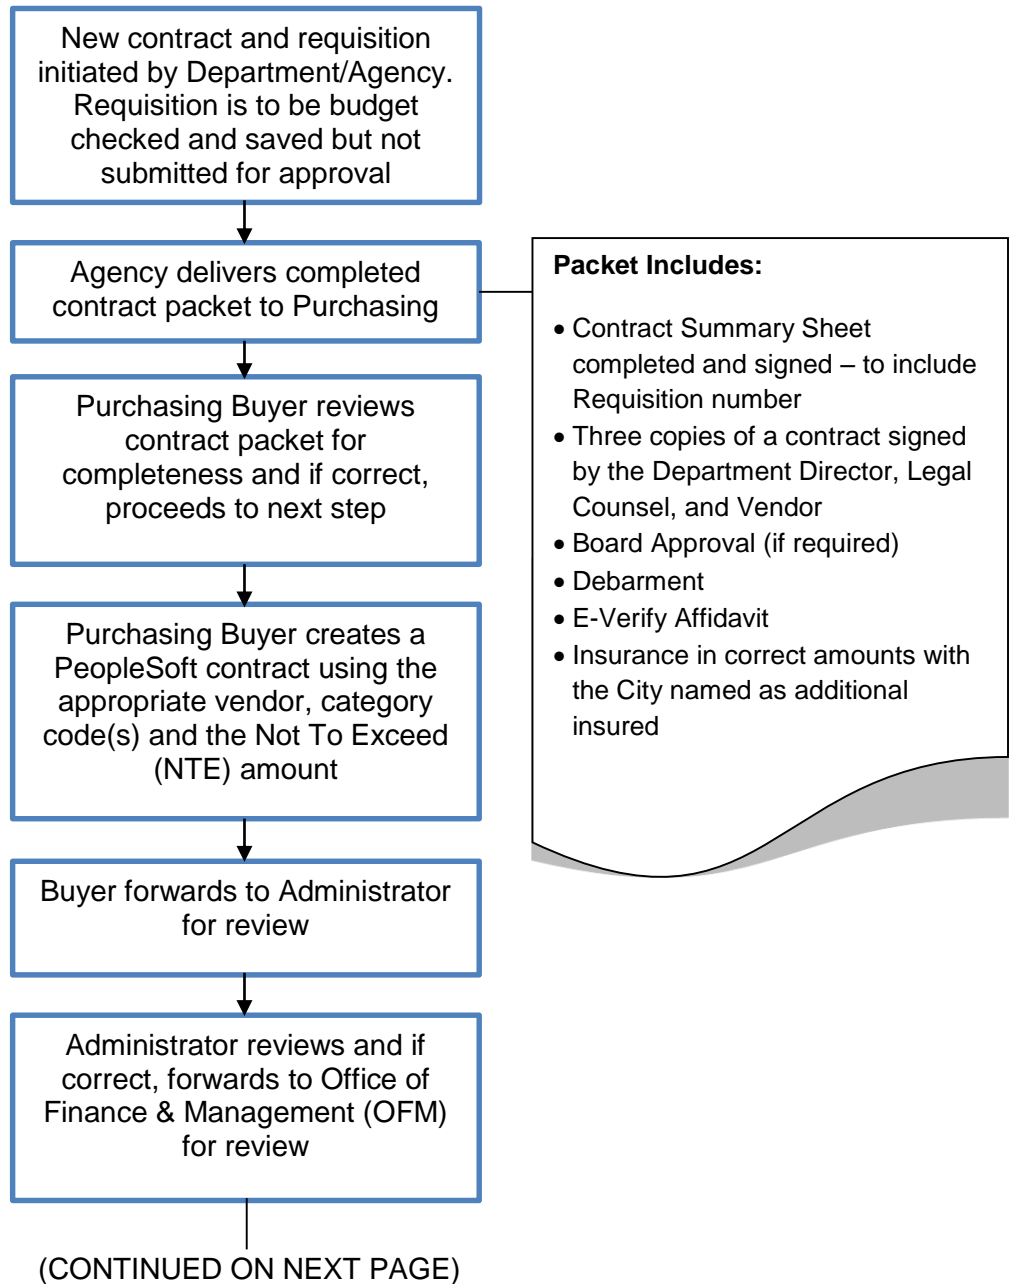 New contract and requisition
initiated by Department/Agency.
Requisition is to be budget
checked and saved but not
submitted for approval
Agency delivers completed
contract packet to Purchasing
Packet Includes:
• Contract Summary Sheet
completed and signed – to include
Requisition number
• Three copies of a contract signed
by the Department Director, Legal
Counsel, and Vendor
• Board Approval (if required)
• Debarment
• E-Verify Affidavit
• Insurance in correct amounts with
the City named as additional
insured
Purchasing Buyer reviews
contract packet for
completeness and if correct,
proceeds to next step
Purchasing Buyer creates a
PeopleSoft contract using the
appropriate vendor, category
code(s) and the Not To Exceed
(NTE) amount
Buyer forwards to Administrator
for review
Administrator reviews and if
correct, forwards to Office of
Finance & Management (OFM)
for review
(CONTINUED ON NEXT PAGE)